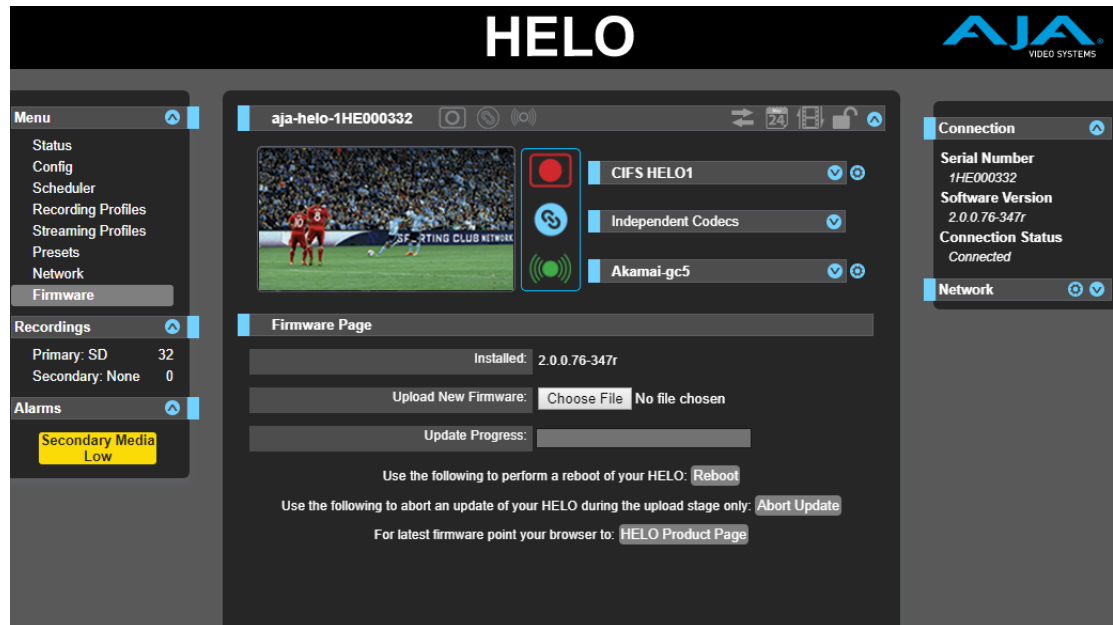 HELO
AJA
VIDEO SYSTEMS
Menu
Status
Config
Scheduler
Recording Profiles
Streaming Profiles
Presets
Network
Firmware
Recordings
Primary: SD 32
Secondary: None 0
Alarms
Secondary Media
Low
aja-helo-1HE000332
24
SPORTING CLUB NETWORK
CIFS HELO1
Independent Codecs
Akamai-gc5
Firmware Page
Installed: 2.0.0.76-347r
Upload New Firmware: Choose File No file chosen
Update Progress:
Use the following to perform a reboot of your HELO: Reboot
Use the following to abort an update of your HELO during the upload stage only: Abort Update
For latest firmware point your browser to: HELO Product Page
Connection
Serial Number
1HE000332
Software Version
2.0.0.76-347r
Connection Status
Connected
Network